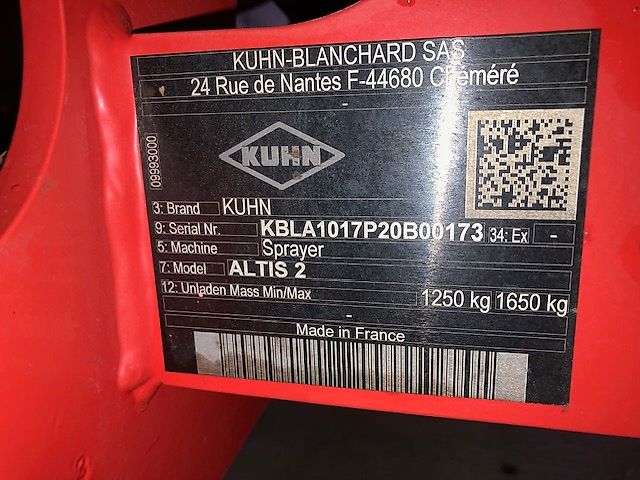 KUHN-BLANCHARD SAS
24 Rue de Nantes F-44680 Chéméré
-
KUHN
09993000
3: Brand KUHN
9: Serial Nr. KBLA1017P20B00173 34: Ex -
5: Machine Sprayer
7: Model ALTIS 2
12: Unladen Mass Min/Max 1250 kg 1650 kg
-
Made in France